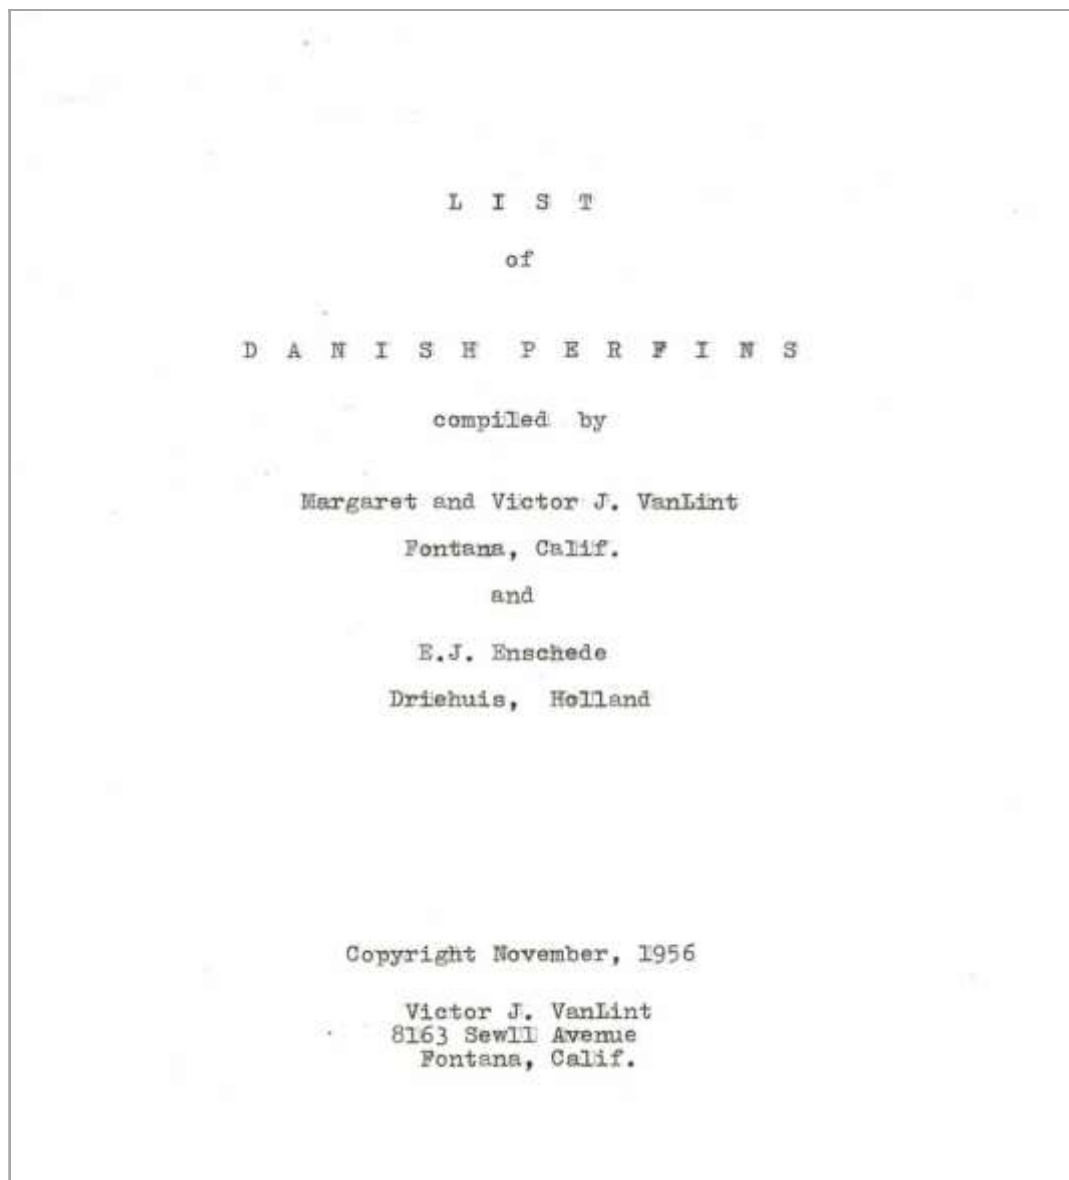 L I S T
of
D A N I S H P E R F I N S
compiled by
Margaret and Victor J. VanLint
Fontana, Calif.
and
E.J. Enschede
Driehuis, Holland
Copyright November, 1956
Victor J. VanLint
8163 Sewll Avenue
Fontana, Calif.